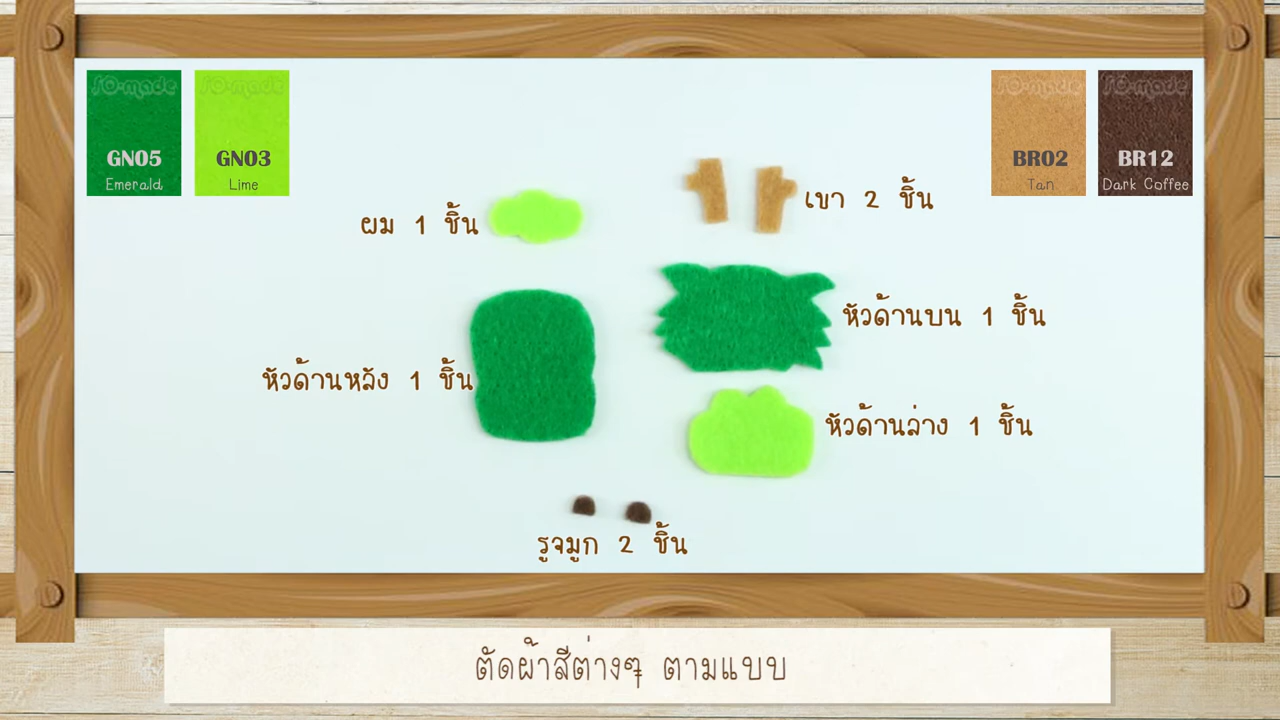 SO-made
GN05
Emerald
SO-made
GN03
Lime
SO-made
BR02
Tan
SO-made
BR12
Dark Coffee
ผม 1 ชิ้น
เขา 2 ชิ้น
หัวด้านบน 1 ชิ้น
หัวด้านหลัง 1 ชิ้น
หัวด้านล่าง 1 ชิ้น
รูจมูก 2 ชิ้น
ตัดผ้าสีต่างๆ ตามแบบ